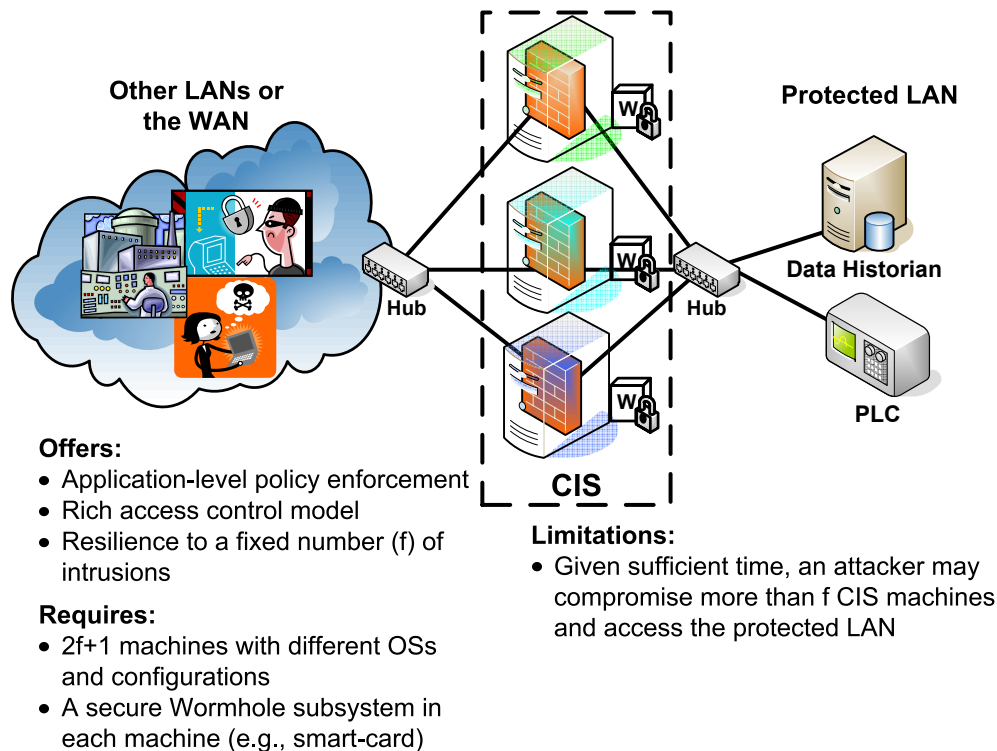 Other LANs or
the WAN
Protected LAN
W
W
W
Hub
Hub
Data Historian
PLC
CIS
Offers:
• Application-level policy enforcement
• Rich access control model
• Resilience to a fixed number (f) of
intrusions
Requires:
• 2f+1 machines with different OSs
and configurations
• A secure Wormhole subsystem in
each machine (e.g., smart-card)
Limitations:
• Given sufficient time, an attacker may
compromise more than f CIS machines
and access the protected LAN